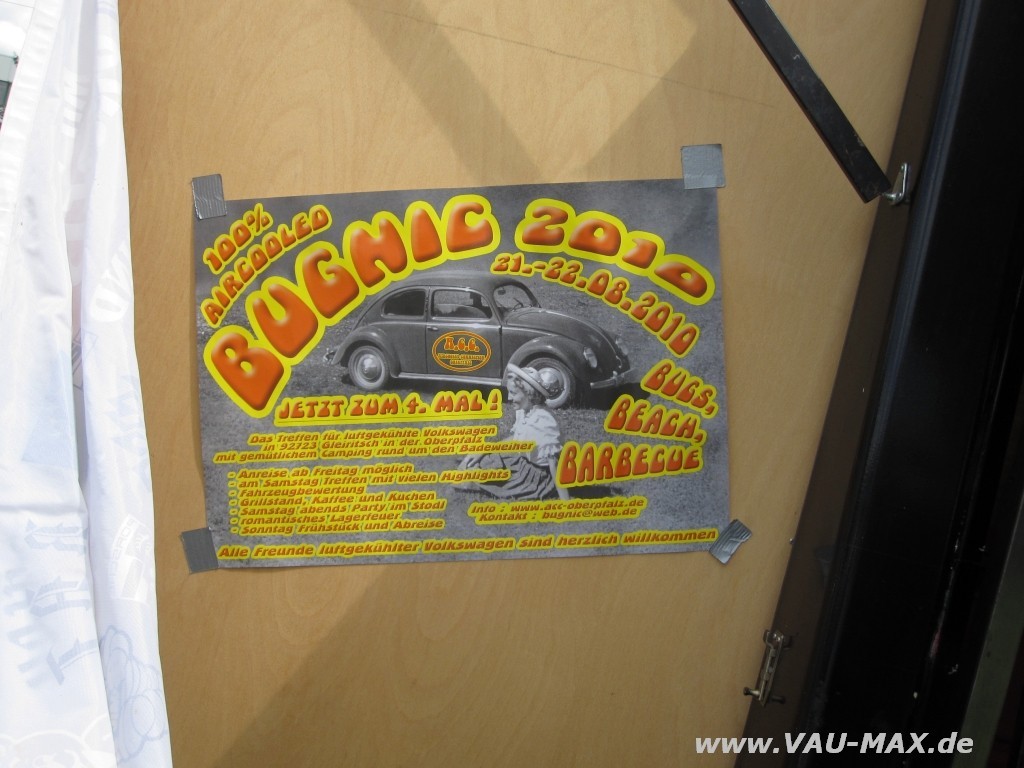 100%
AIRCOOLED
BUGNIC 2010
21.-22.08.2010
BUGS,
BEACH,
BARBECUE
A.C.C.
JETZT ZUM 4. MAL !
Das Treffen für luftgekühlte Volkswagen
in 92723 Gleiritsch in der Oberpfalz
mit gemütlichem Camping rund um den Badeweiher
- Anreise ab Freitag möglich
- am Samstag Treffen mit vielen Highlights
- Fahrzeugbewertung
- Grillstand, Kaffee und Kuchen
- Samstag abends Party im Stodl
- romantisches Lagerfeuer
- Sonntag Frühstück und Abreise
Info : www.acc-oberpfalz.de
Kontakt : bugnic@web.de
Alle Freunde luftgekühlter Volkswagen sind herzlich willkommen
www.VAU-MAX.de